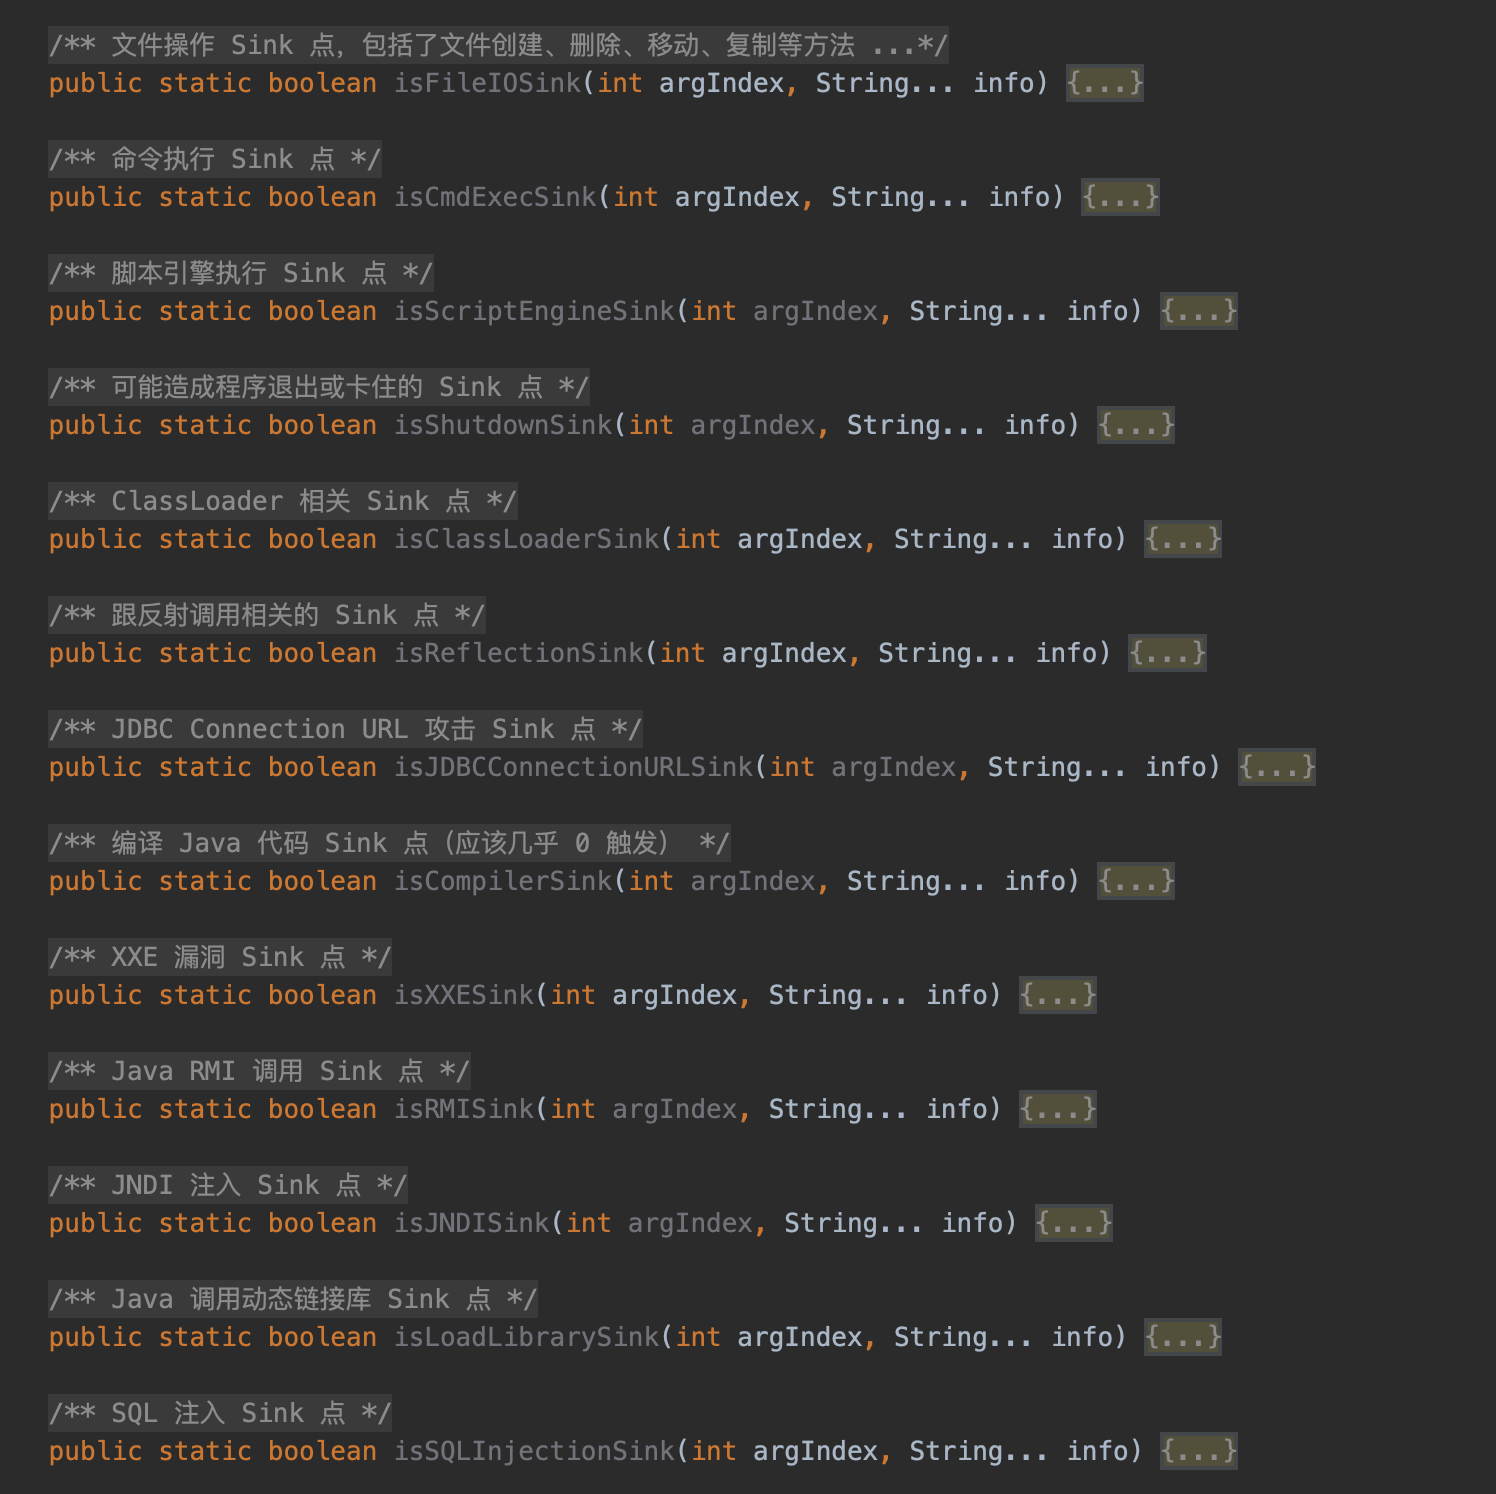 /** 文件操作 Sink 点，包括了文件创建、删除、移动、复制等方法 ...*/
public static boolean isFileIOSink(int argIndex, String... info) {...}
/** 命令执行 Sink 点 */
public static boolean isCmdExecSink(int argIndex, String... info) {...}
/** 脚本引擎执行 Sink 点 */
public static boolean isScriptEngineSink(int argIndex, String... info) {...}
/** 可能造成程序退出或卡住的 Sink 点 */
public static boolean isShutdownSink(int argIndex, String... info) {...}
/** ClassLoader 相关 Sink 点 */
public static boolean isClassLoaderSink(int argIndex, String... info) {...}
/** 跟反射调用相关的 Sink 点 */
public static boolean isReflectionSink(int argIndex, String... info) {...}
/** JDBC Connection URL 攻击 Sink 点 */
public static boolean isJDBCConnectionURLSink(int argIndex, String... info) {...}
/** 编译 Java 代码 Sink 点（应该几乎 0 触发） */
public static boolean isCompilerSink(int argIndex, String... info) {...}
/** XXE 漏洞 Sink 点 */
public static boolean isXXESink(int argIndex, String... info) {...}
/** Java RMI 调用 Sink 点 */
public static boolean isRMISink(int argIndex, String... info) {...}
/** JNDI 注入 Sink 点 */
public static boolean isJNDISink(int argIndex, String... info) {...}
/** Java 调用动态链接库 Sink 点 */
public static boolean isLoadLibrarySink(int argIndex, String... info) {...}
/** SQL 注入 Sink 点 */
public static boolean isSQLInjectionSink(int argIndex, String... info) {...}